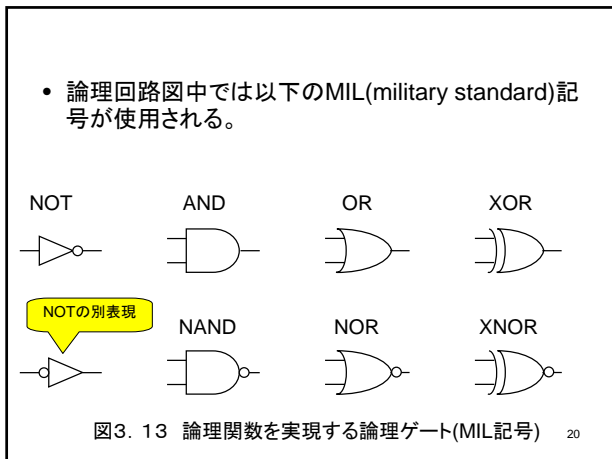 • 論理回路図中では以下のMIL(military standard)記
号が使用される。
NOT AND OR XOR
NOTの別表現
NAND NOR XNOR
図3．13 論理関数を実現する論理ゲート(MIL記号) 20